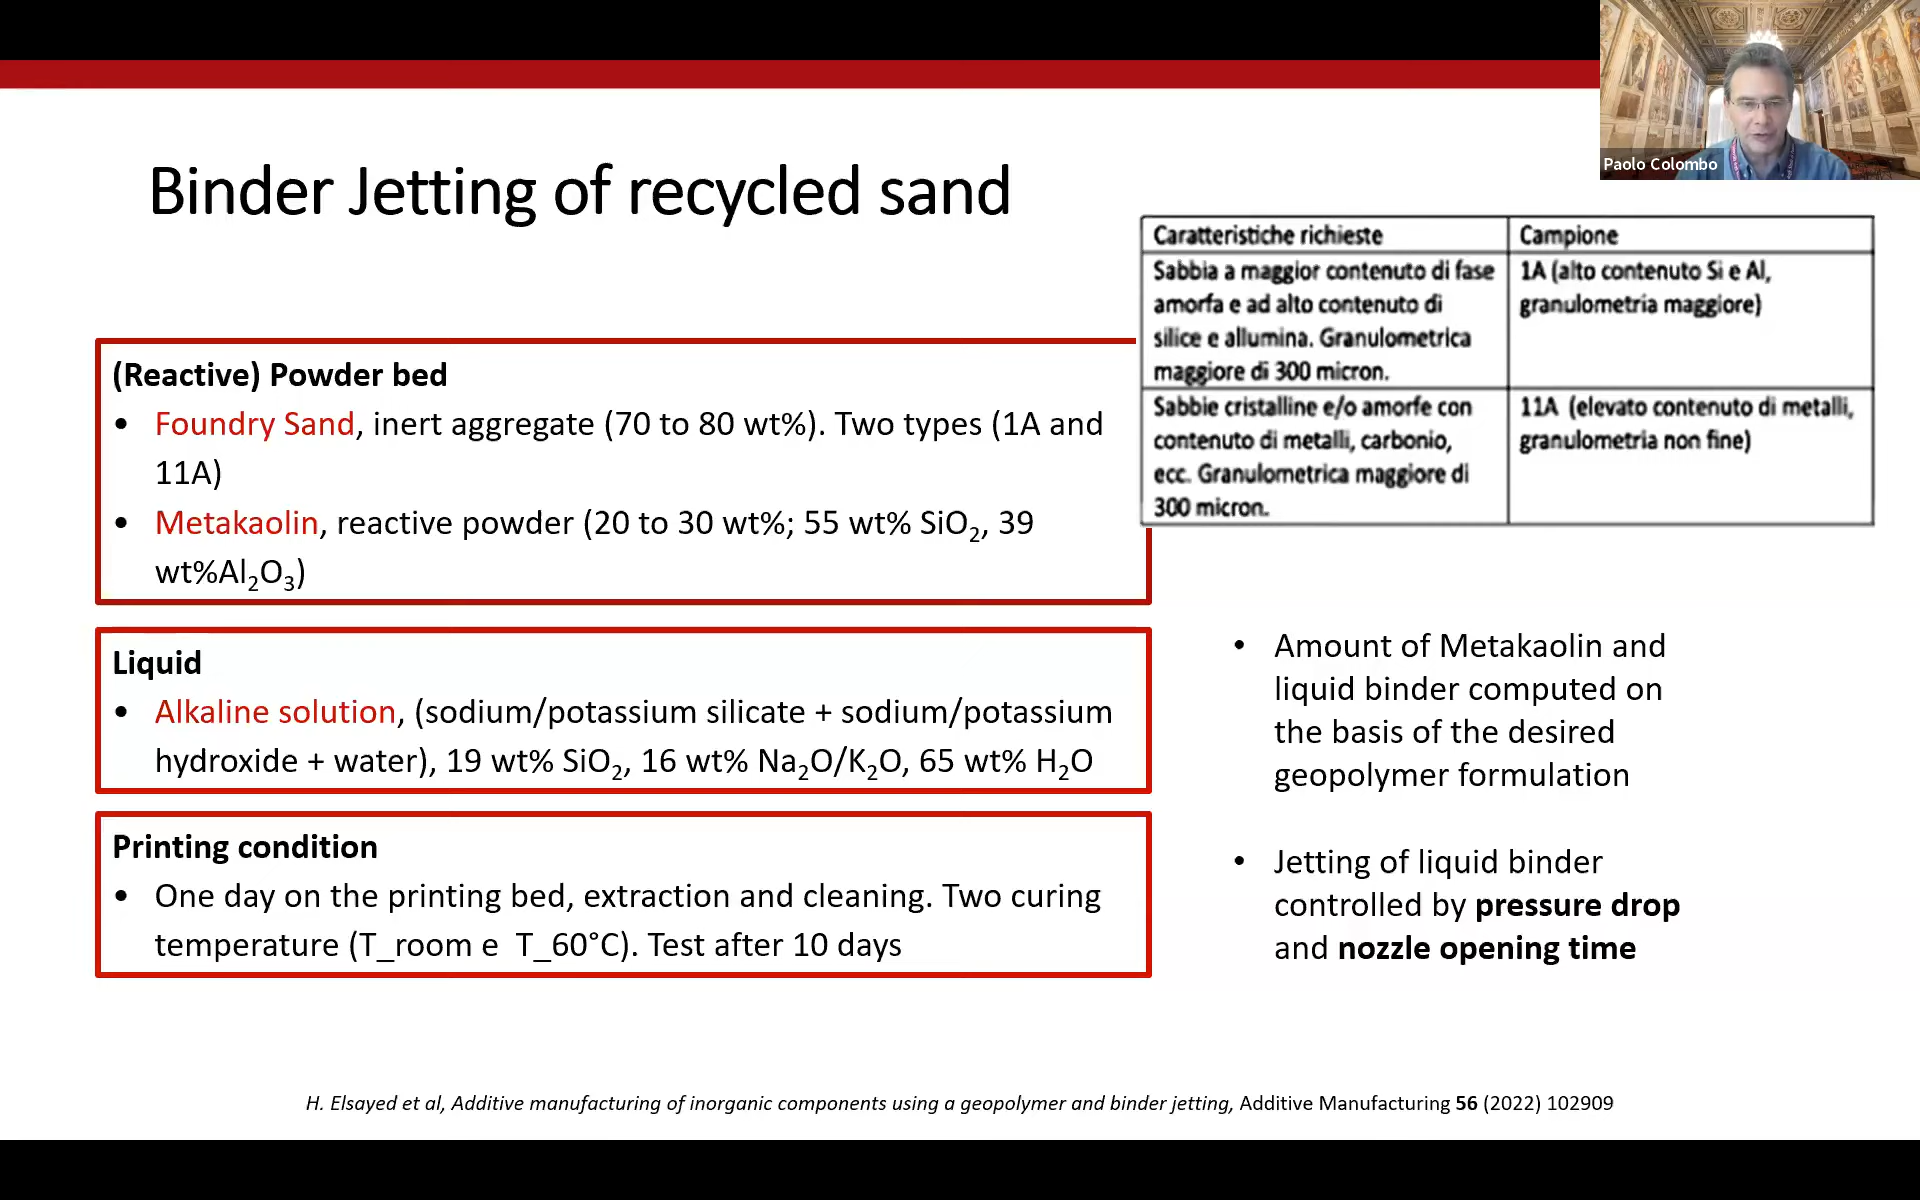 Paolo Colombo
Binder Jetting of recycled sand
Caratteristiche richieste
Campione
Sabbia a maggior contenuto di fase
amorfa e ad alto contenuto di
silice e allumina. Granulometrica
maggiore di 300 micron.
1A (alto contenuto Si e Al,
granulometria maggiore)
Sabbie cristalline e/o amorfe con
contenuto di metalli, carbonio,
ecc. Granulometrica maggiore di
300 micron.
11A (elevato contenuto di metalli,
granulometria non fine)
(Reactive) Powder bed
• Foundry Sand, inert aggregate (70 to 80 wt%). Two types (1A and
11A)
• Metakaolin, reactive powder (20 to 30 wt%; 55 wt% SiO₂, 39
wt%Al₂O₃)
Liquid
• Alkaline solution, (sodium/potassium silicate + sodium/potassium
hydroxide + water), 19 wt% SiO₂, 16 wt% Na₂O/K₂O, 65 wt% H₂O
Printing condition
• One day on the printing bed, extraction and cleaning. Two curing
temperature (T_room e T_60°C). Test after 10 days
• Amount of Metakaolin and
liquid binder computed on
the basis of the desired
geopolymer formulation
• Jetting of liquid binder
controlled by pressure drop
and nozzle opening time
H. Elsayed et al, Additive manufacturing of inorganic components using a geopolymer and binder jetting, Additive Manufacturing 56 (2022) 102909